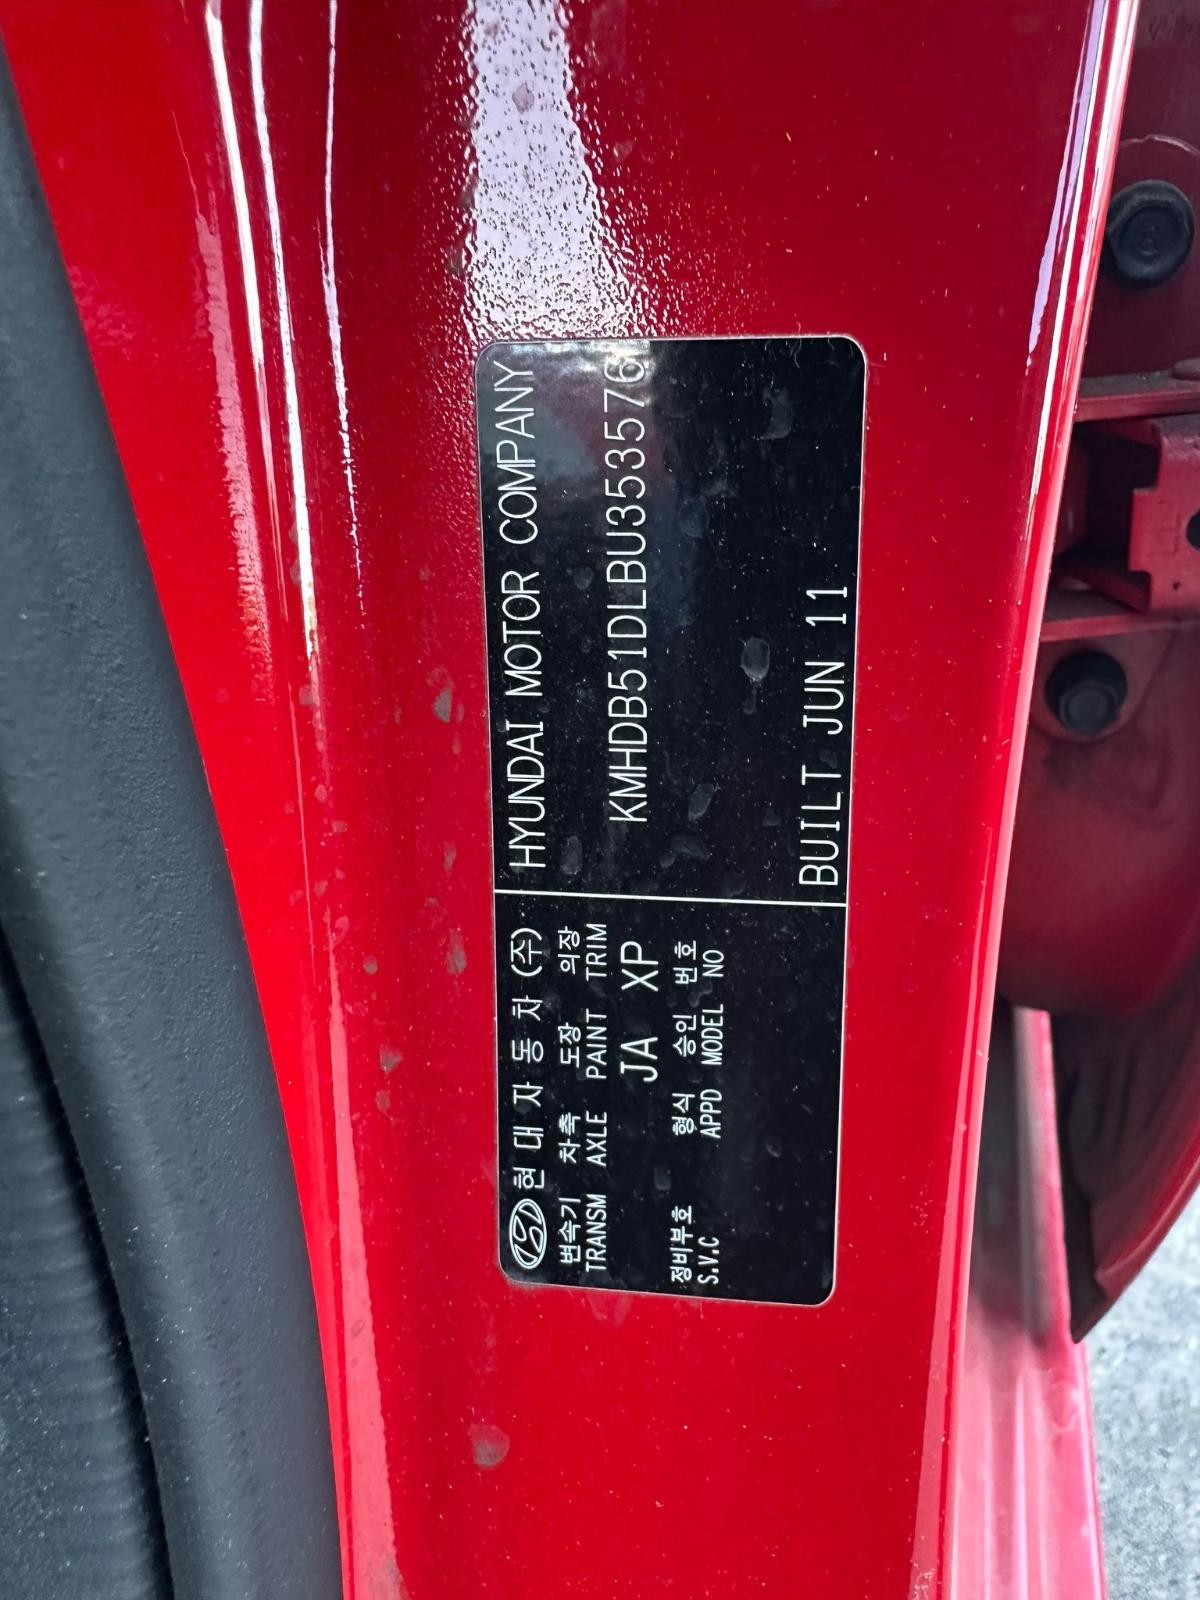 현대자동차(주)
변속기 차축 도장 의장
TRANSM AXLE PAINT TRIM
JA XP
정비부호 형식 승인 번호
S.V.C APPD MODEL NO
HYUNDAI MOTOR COMPANY
KMHDB51DLBU353576
BUILT JUN 11